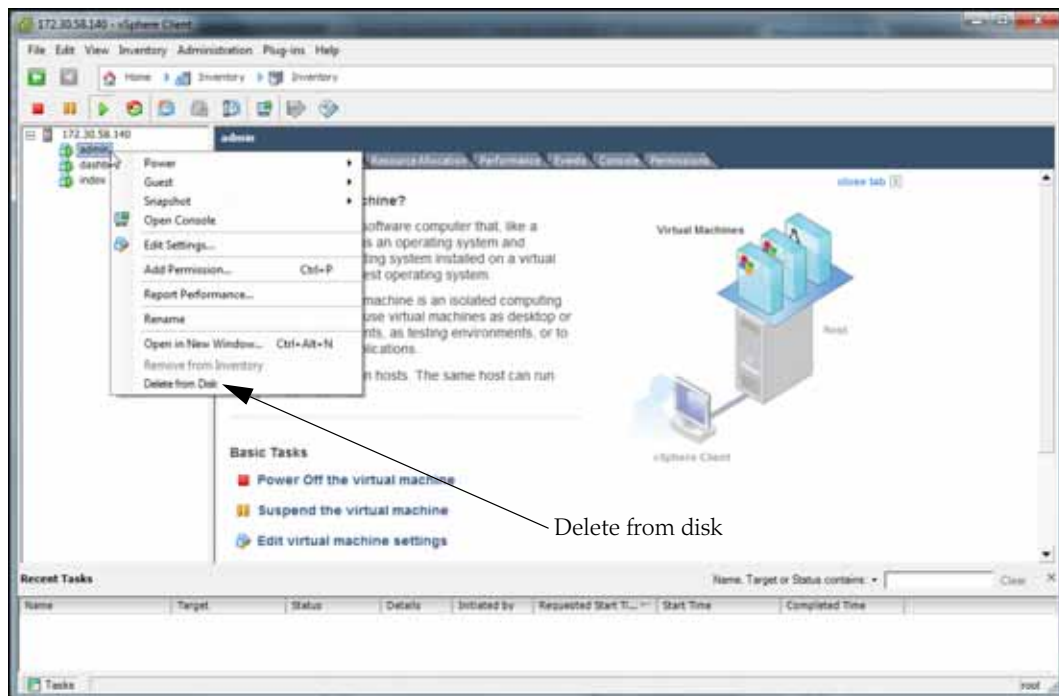 172.30.58.140 - vSphere Client
File Edit View Inventory Administration Plug-ins Help
Home Inventory Inventory
172.30.58.140
admin
index
admin
Resource Allocation Performance Events Console Permissions
close tab
Power
Guest
Snapshot
Open Console
Edit Settings...
Add Permission... Ctrl+P
Report Performance...
Rename
Open in New Window... Ctrl+Alt+N
Remove from Inventory
Delete from Disk
software computer that, like a
is an operating system and
system installed on a virtual
operating system.
machine is an isolated computing
use virtual machines as desktop or
as testing environments, or to
hosts. The same host can run
Virtual Machines
Host
vSphere Client
Basic Tasks
Power Off the virtual machine
Suspend the virtual machine
Edit virtual machine settings
Delete from disk
Recent Tasks
Name, Target or Status contains: Clear
Name Target Status Details Initiated by Requested Start Ti... Start Time Completed Time
Tasks root